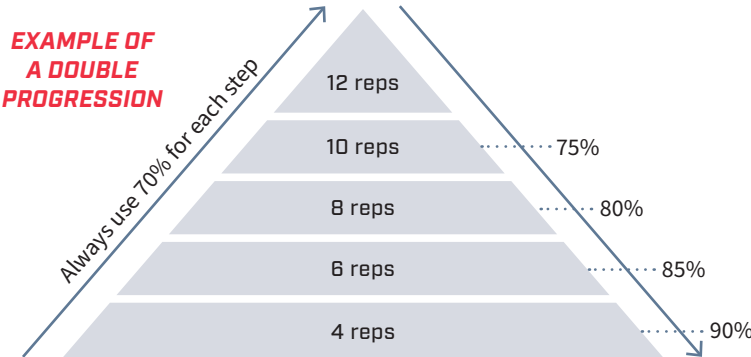 EXAMPLE OF
A DOUBLE
PROGRESSION
Always use 70% for each step
12 reps
10 reps
75%
8 reps
80%
6 reps
85%
4 reps
90%